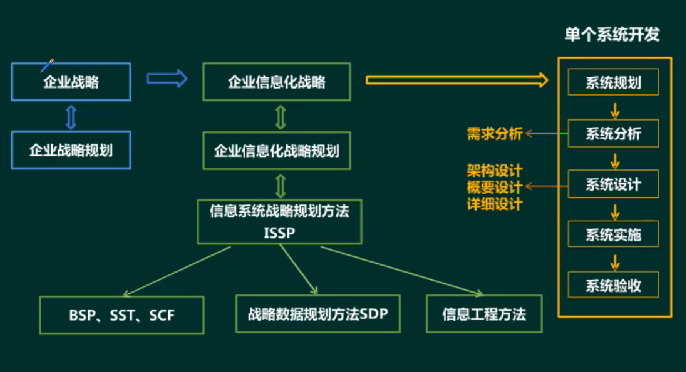 单个系统开发
企业战略
企业信息化战略
系统规划
需求分析
系统分析
企业战略规划
企业信息化战略规划
架构设计
概要设计
详细设计
系统设计
信息系统战略规划方法
ISSP
系统实施
系统验收
BSP、SST、SCF
战略数据规划方法SDP
信息工程方法